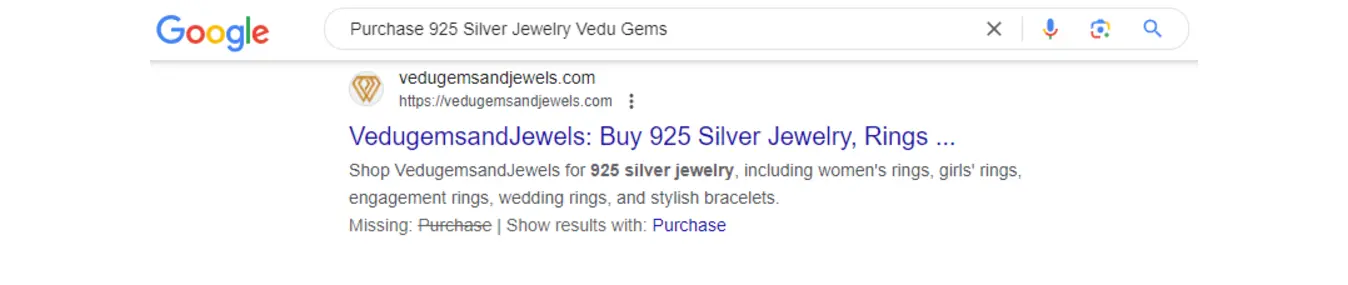 Google
Purchase 925 Silver Jewelry Vedu Gems
vedugemsandjewels.com
https://vedugemsandjewels.com
VedugemsandJewels: Buy 925 Silver Jewelry, Rings ...
Shop VedugemsandJewels for 925 silver jewelry, including women's rings, girls' rings,
engagement rings, wedding rings, and stylish bracelets.
Missing: Purchase | Show results with: Purchase